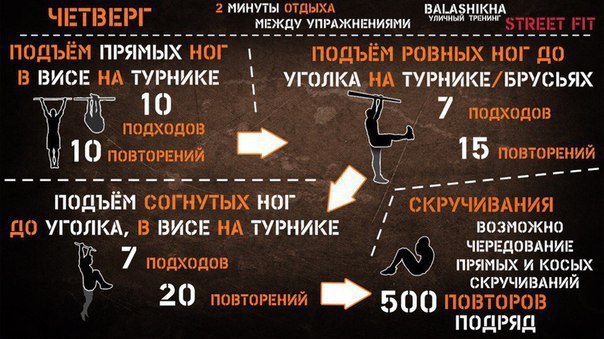 ЧЕТВЕРГ
2 МИНУТЫ ОТДЫХА
МЕЖДУ УПРАЖНЕНИЯМИ
BALASHIKHA
УЛИЧНЫЙ ТРЕНИНГ
STREET FIT
ПОДЪЁМ ПРЯМЫХ НОГ
В ВИСЕ НА ТУРНИКЕ
10
ПОДХОДОВ
10 ПОВТОРЕНИЙ
ПОДЪЁМ РОВНЫХ НОГ ДО
УГОЛКА НА ТУРНИКЕ/БРУСЬЯХ
7
ПОДХОДОВ
15 ПОВТОРЕНИЙ
ПОДЪЁМ СОГНУТЫХ НОГ
ДО УГОЛКА, В ВИСЕ НА ТУРНИКЕ
7 ПОДХОДОВ
20 ПОВТОРЕНИЙ
СКРУЧИВАНИЯ
ВОЗМОЖНО
ЧЕРЕДОВАНИЕ
ПРЯМЫХ И КОСЫХ
СКРУЧИВАНИЙ
500 ПОВТОРОВ
ПОДРЯД